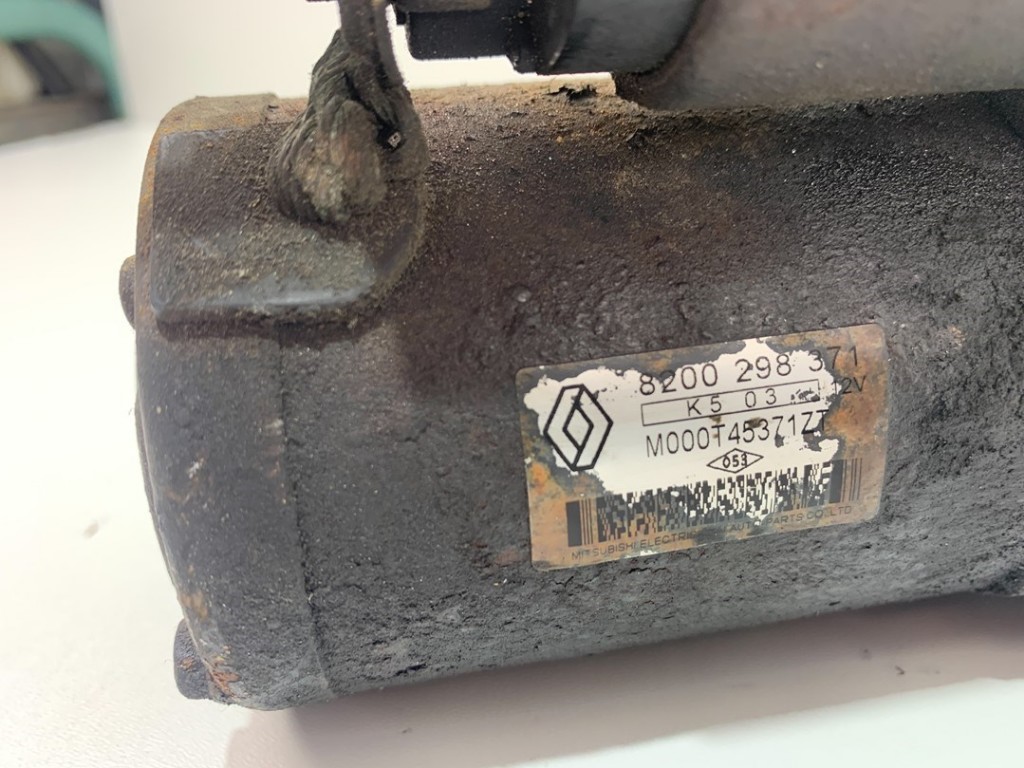 8200 298 371
K5 03
12V
M000T45371ZT
053
MITSUBISHI ELECTRIC AUTO PARTS CO., LTD